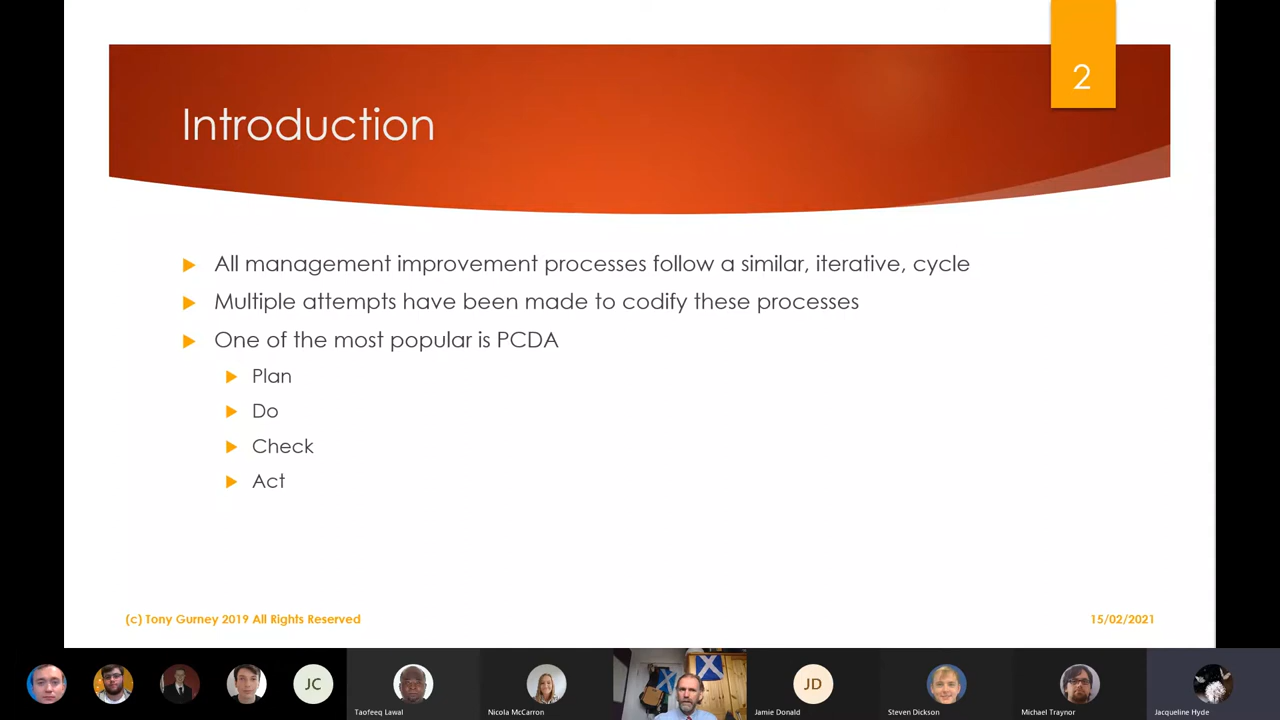 2
Introduction
All management improvement processes follow a similar, iterative, cycle
Multiple attempts have been made to codify these processes
One of the most popular is PCDA
Plan
Do
Check
Act
(c) Tony Gurney 2019 All Rights Reserved
15/02/2021
JC
JD
Taofeeq Lawal
Nicola McCarron
Jamie Donald
Steven Dickson
Michael Traynor
Jacqueline Hyde